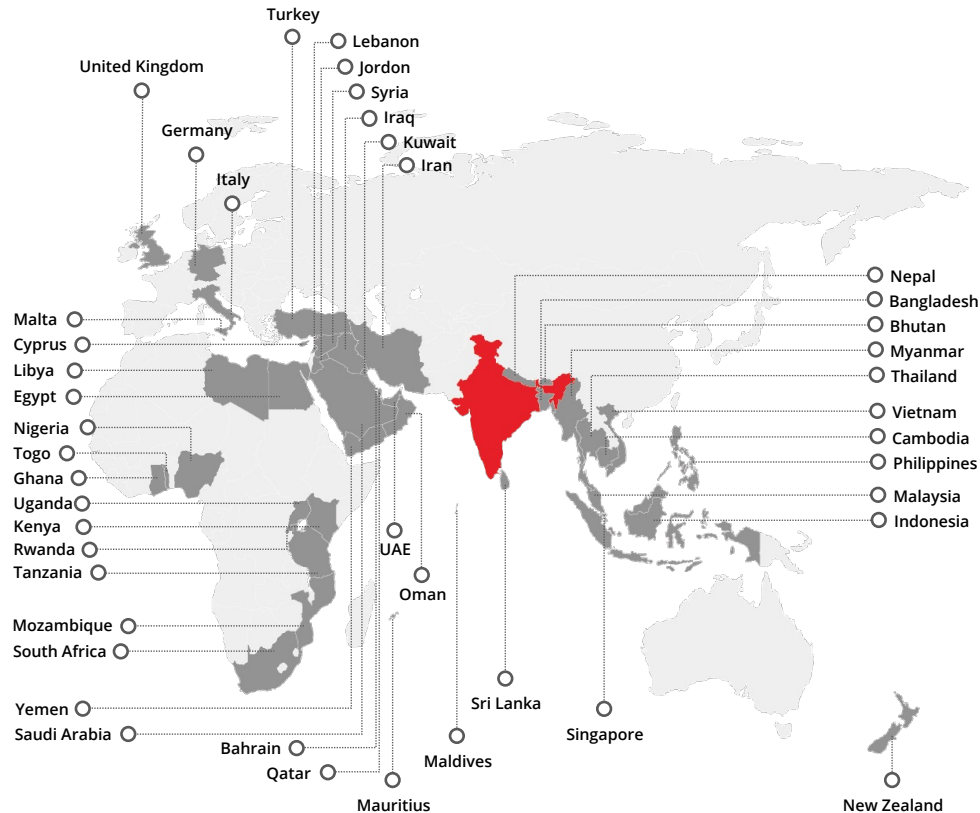 Turkey
Lebanon
Jordon
United Kingdom
Syria
Iraq
Germany
Kuwait
Iran
Italy
Nepal
Bangladesh
Malta
Bhutan
Cyprus
Myanmar
Libya
Thailand
Egypt
Vietnam
Nigeria
Cambodia
Togo
Philippines
Ghana
Malaysia
Uganda
Indonesia
Kenya
Rwanda
UAE
Tanzania
Oman
Mozambique
South Africa
Sri Lanka
Yemen
Saudi Arabia
Singapore
Bahrain
Maldives
Qatar
Mauritius
New Zealand